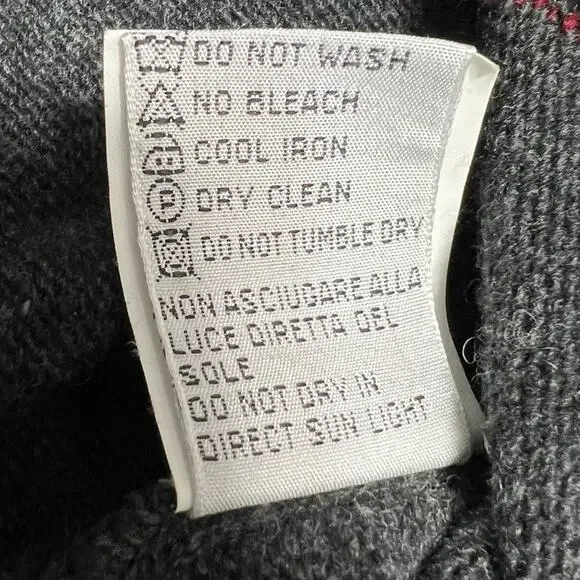 DO NOT WASH
NO BLEACH
COOL IRON
P DRY CLEAN
DO NOT TUMBLE DRY
NON ASCIUGARE ALLA
LUCE DIRETTA DEL
SOLE
DO NOT DRY IN
DIRECT SUN LIGHT